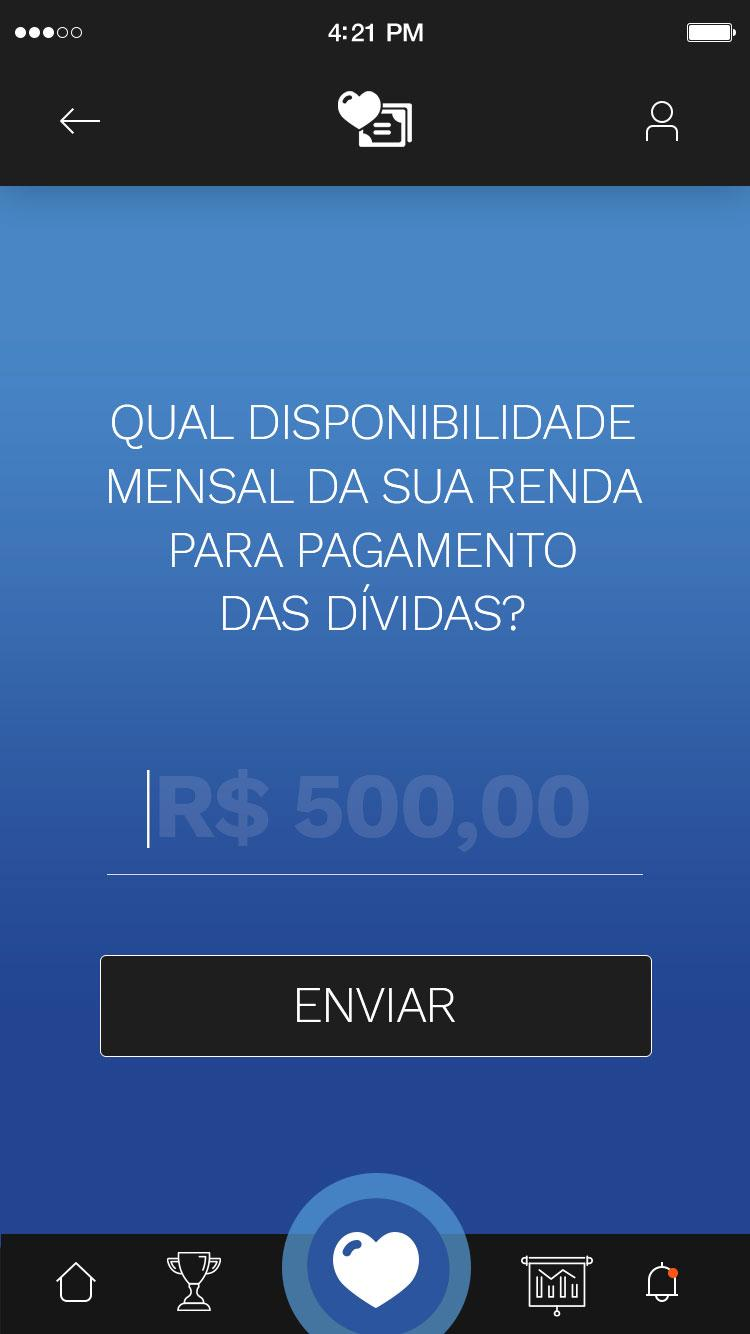 4:21 PM
QUAL DISPONIBILIDADE
MENSAL DA SUA RENDA
PARA PAGAMENTO
DAS DÍVIDAS?
R$ 500,00
ENVIAR